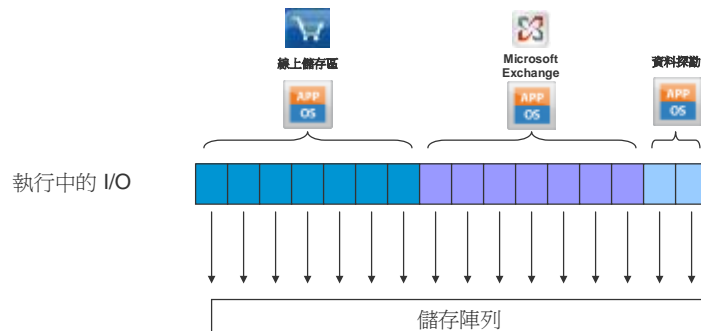 線上儲存區
Microsoft
Exchange
資料探勘
APP
OS
APP
OS
APP
OS
執行中的 I/O
儲存陣列